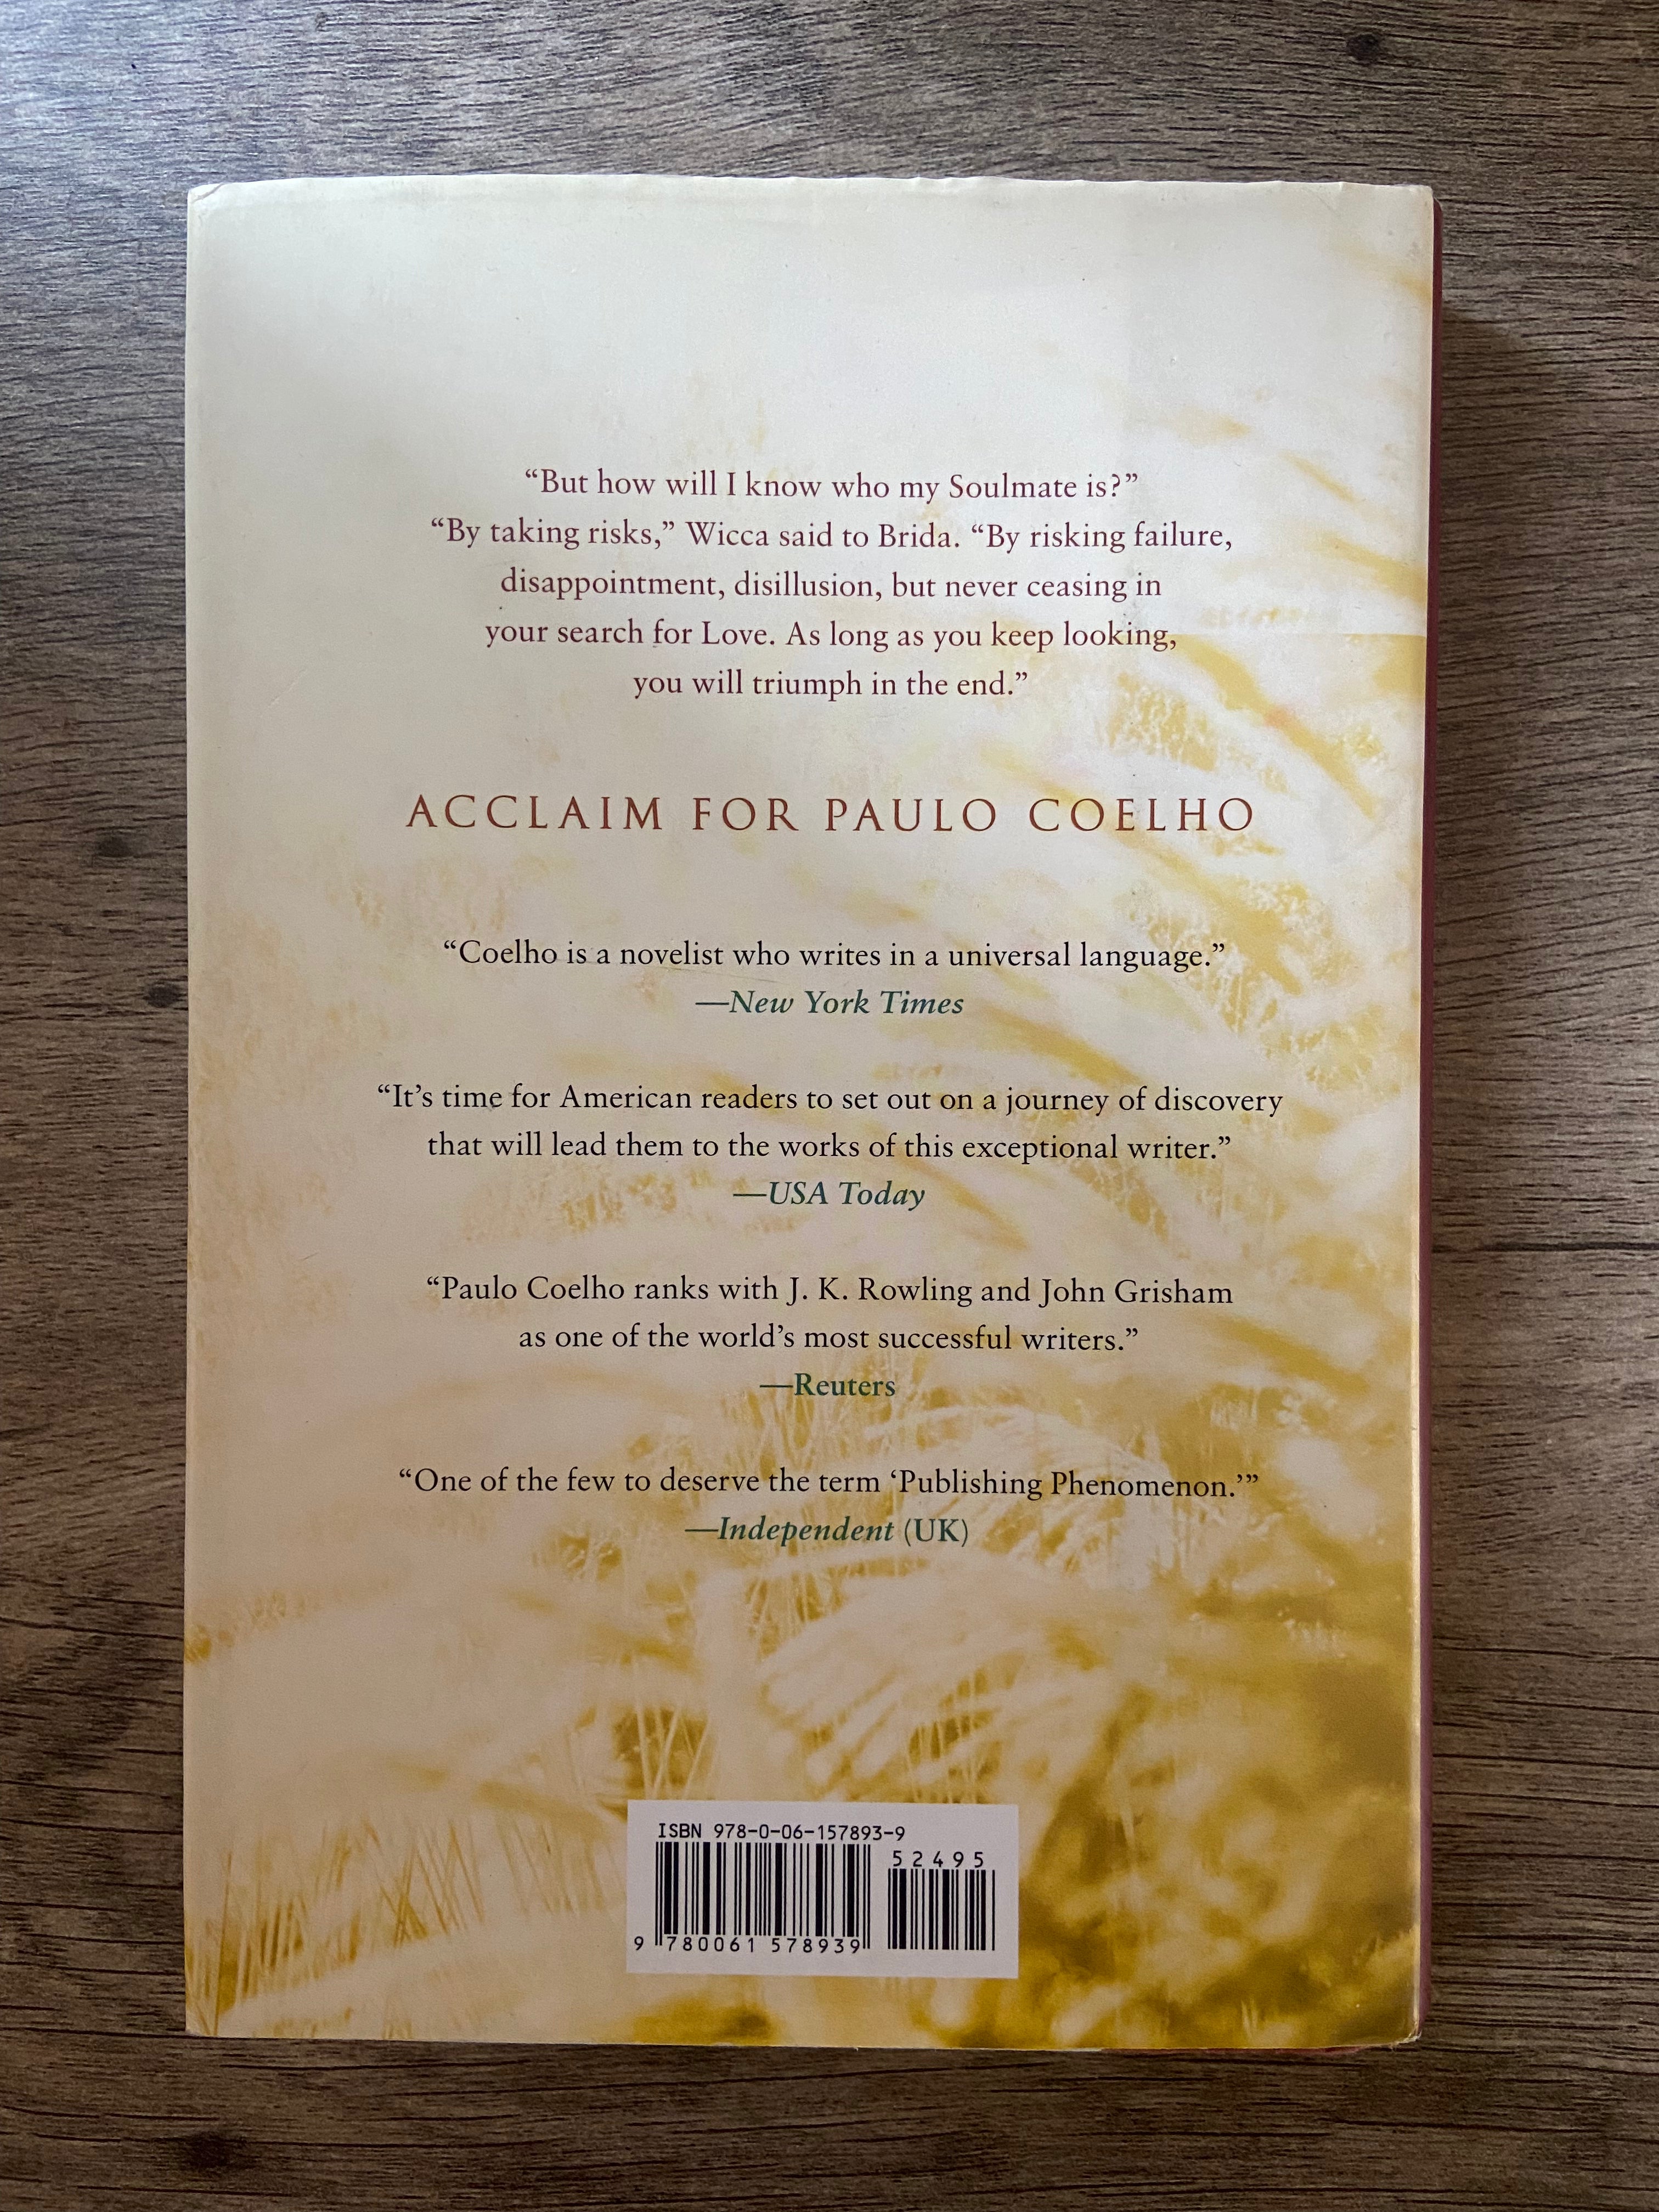 “But how will I know who my Soulmate is?”
“By taking risks,” Wicca said to Brida. “By risking failure,
disappointment, disillusion, but never ceasing in
your search for Love. As long as you keep looking,
you will triumph in the end.”
ACCLAIM FOR PAULO COELHO
“Coelho is a novelist who writes in a universal language.”
—New York Times
“It’s time for American readers to set out on a journey of discovery
that will lead them to the works of this exceptional writer.”
—USA Today
“Paulo Coelho ranks with J. K. Rowling and John Grisham
as one of the world’s most successful writers.”
—Reuters
“One of the few to deserve the term ‘Publishing Phenomenon.’”
—Independent (UK)
ISBN 978-0-06-157893-9
52495
9 780061 578939